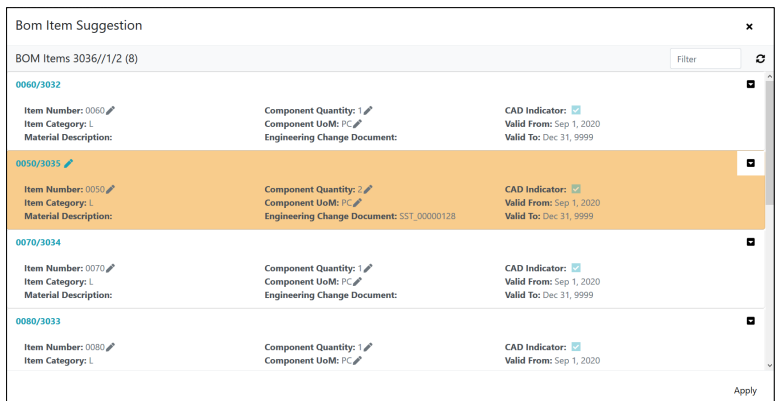 Bom Item Suggestion
BOM Items 3036//1/2 (8)
Filter
0060/3032
Item Number: 0060 Component Quantity: 1 CAD Indicator:
Item Category: L Component UoM: PC Valid From: Sep 1, 2020
Material Description: Engineering Change Document: Valid To: Dec 31, 9999
0050/3035
Item Number: 0050 Component Quantity: 2 CAD Indicator:
Item Category: L Component UoM: PC Valid From: Sep 1, 2020
Material Description: Engineering Change Document: SST_00000128 Valid To: Dec 31, 9999
0070/3034
Item Number: 0070 Component Quantity: 1 CAD Indicator:
Item Category: L Component UoM: PC Valid From: Sep 1, 2020
Material Description: Engineering Change Document: Valid To: Dec 31, 9999
0080/3033
Item Number: 0080 Component Quantity: 1 CAD Indicator:
Item Category: L Component UoM: PC Valid From: Sep 1, 2020
Apply